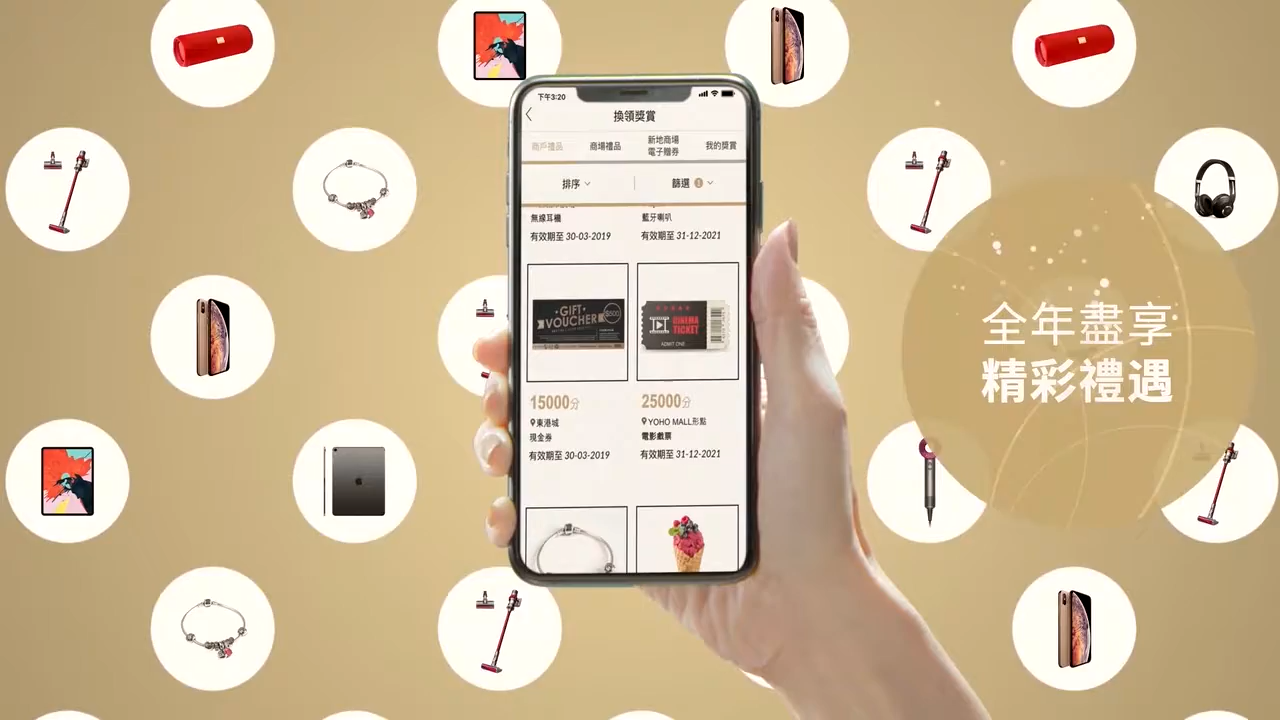 下午3:20
換領獎賞
商戶禮品
商場禮品
新地商場
電子贈券
我的獎賞
排序
篩選 1
無線耳機
有效期至 30-03-2019
藍牙喇叭
有效期至 31-12-2021
GIFT
VOUCHER
$500
CINEMA
TICKET
ADMIT ONE
15000分
東港城
現金券
有效期至 30-03-2019
25000分
YOHO MALL形點
電影戲票
有效期至 31-12-2021
全年盡享
精彩禮遇